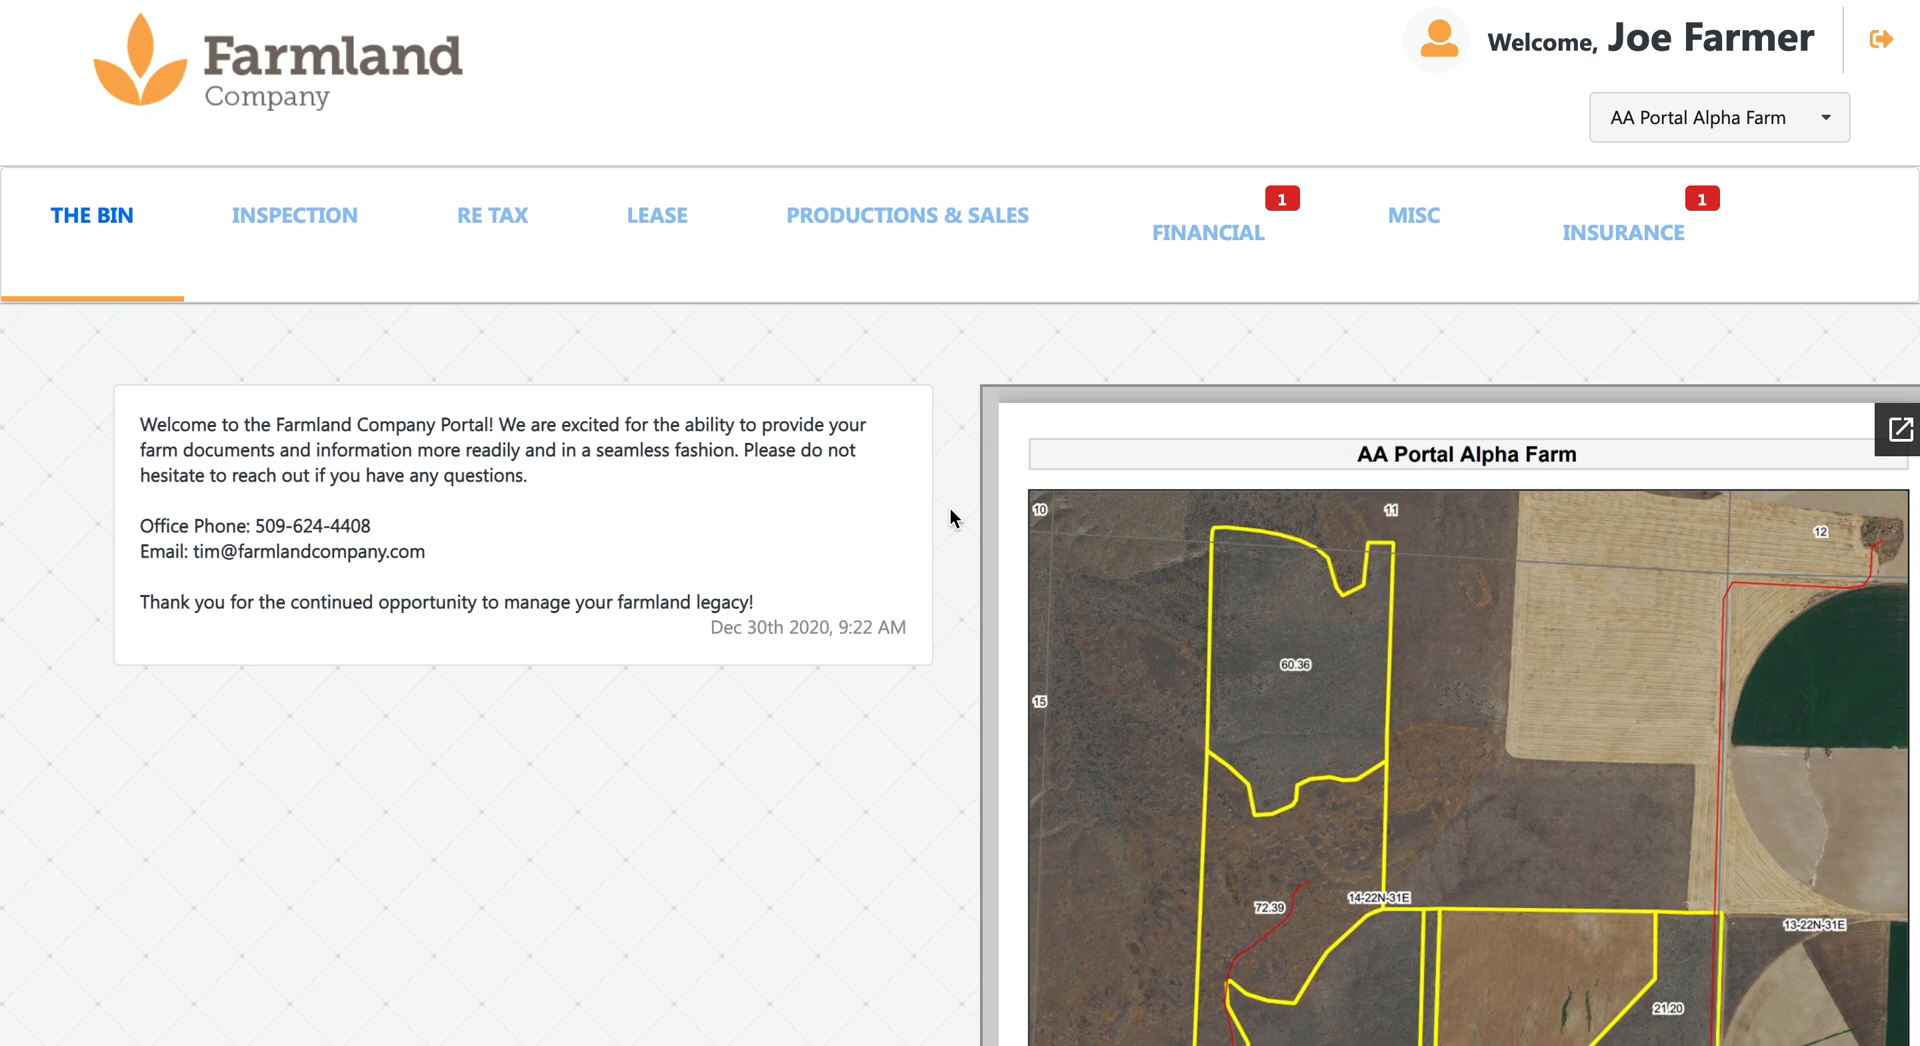 Farmland
Company
Welcome, Joe Farmer
AA Portal Alpha Farm
THE BIN
INSPECTION
RE TAX
LEASE
PRODUCTIONS & SALES
FINANCIAL
1
MISC
INSURANCE
1
Welcome to the Farmland Company Portal! We are excited for the ability to provide your
farm documents and information more readily and in a seamless fashion. Please do not
hesitate to reach out if you have any questions.
Office Phone: 509-624-4408
Email: tim@farmlandcompany.com
Thank you for the continued opportunity to manage your farmland legacy!
Dec 30th 2020, 9:22 AM
AA Portal Alpha Farm
10
11
12
60.36
15
72.39
14-22N-31E
13-22N-31E
21.20